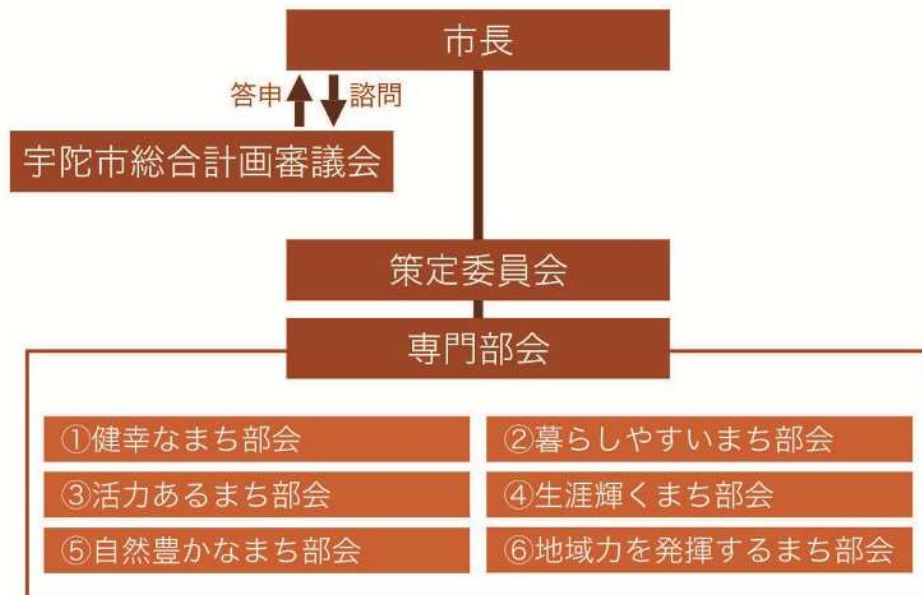 市長
答申
諮問
宇陀市総合計画審議会
策定委員会
専門部会
①健幸なまち部会
②暮らしやすいまち部会
③活力あるまち部会
④生涯輝くまち部会
⑤自然豊かなまち部会
⑥地域力を発揮するまち部会